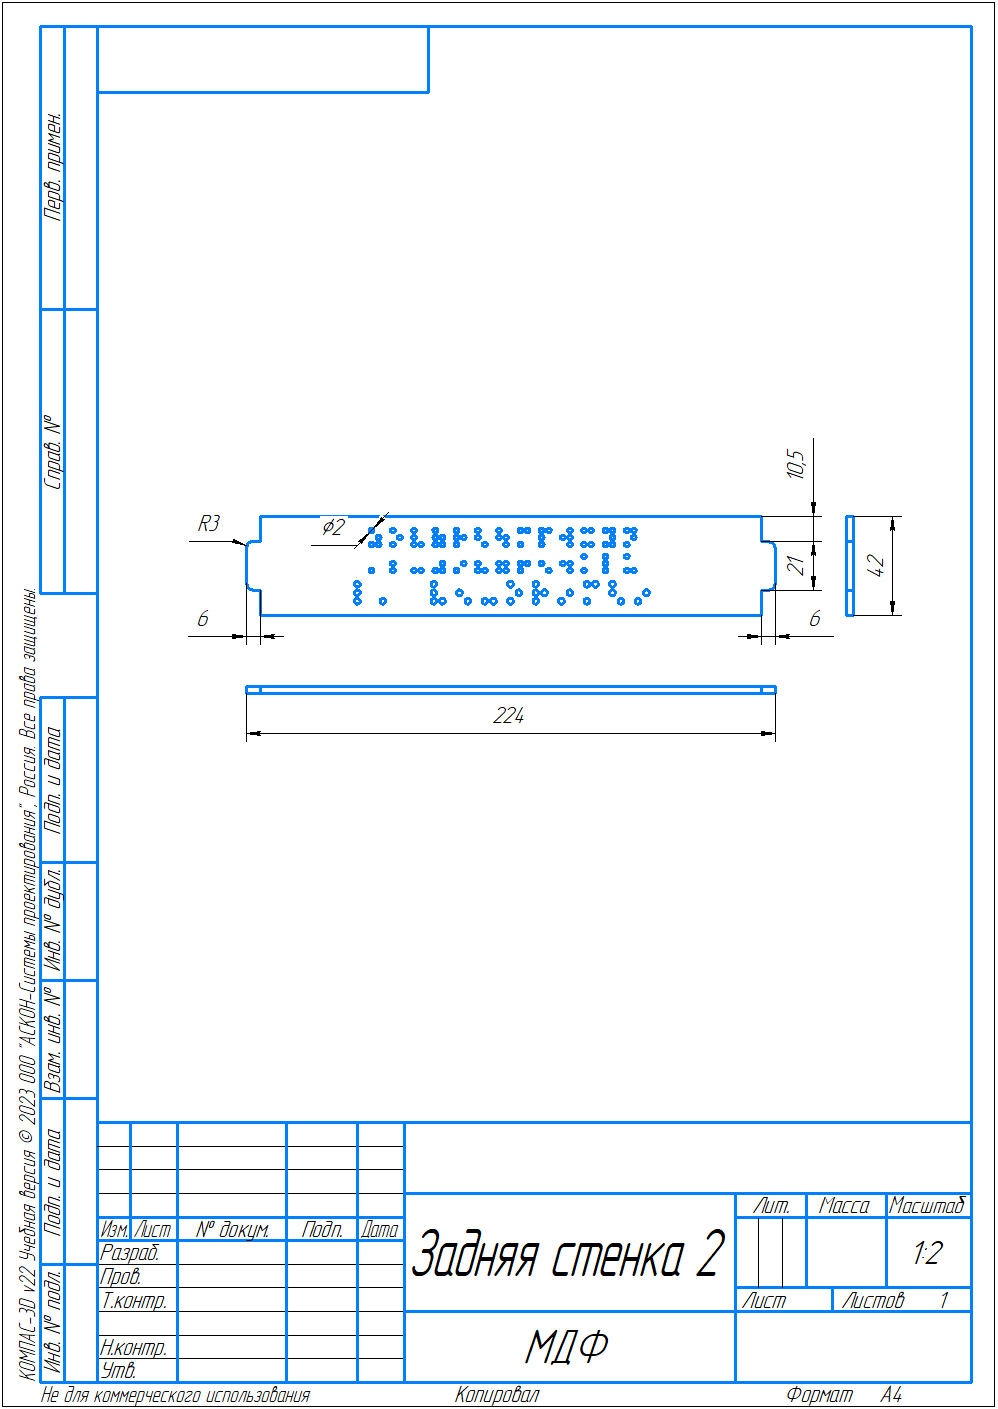 Перв. примен.
Справ. №
Подп. и дата
Инв. № дубл.
Взам. инв. №
Подп. и дата
Инв. № подл.
КОМПАС-3D v22 Учебная версия © 2023 ООО "АСКОН-Системы проектирования", Россия. Все права защищены.
10,5
R3
⌀2
21
42
6
6
224
Изм. Лист № докум. Подп. Дата
Разраб.
Пров.
Т.контр.
Н.контр.
Утв.
Задняя стенка 2
МДФ
Лит. Масса Масштаб
1:2
Лист Листов 1
Не для коммерческого использования
Копировал
Формат А4